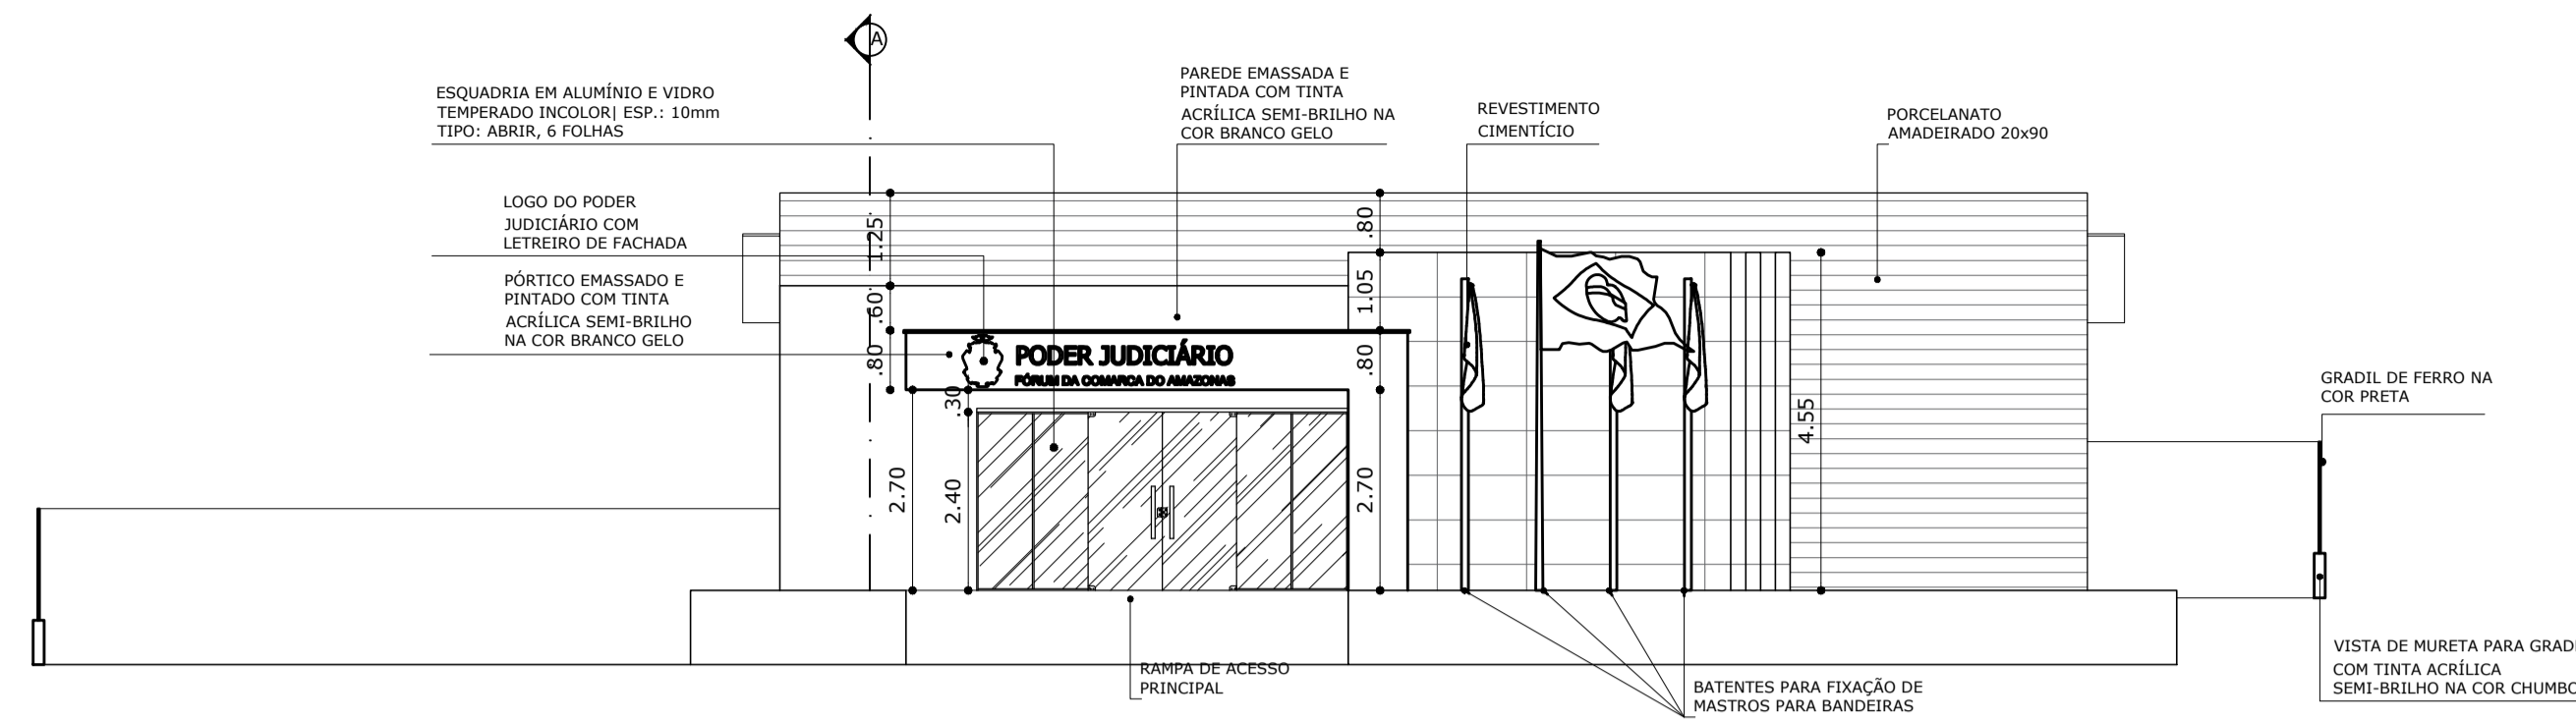 A
ESQUADRIA EM ALUMÍNIO E VIDRO
TEMPERADO INCOLOR| ESP.: 10mm
TIPO: ABRIR, 6 FOLHAS
PAREDE EMASSADA E
PINTADA COM TINTA
ACRÍLICA SEMI-BRILHO NA
COR BRANCO GELO
REVESTIMENTO
CIMENTÍCIO
PORCELANATO
AMADEIRADO 20x90
LOGO DO PODER
JUDICIÁRIO COM
LETREIRO DE FACHADA
PÓRTICO EMASSADO E
PINTADO COM TINTA
ACRÍLICA SEMI-BRILHO
NA COR BRANCO GELO
1.25
.60
.80
.30
2.70
2.40
.80
1.05
.80
2.70
4.55
PODER JUDICIÁRIO
FÓRUM DA COMARCA DO AMAZONAS
GRADIL DE FERRO NA
COR PRETA
RAMPA DE ACESSO
PRINCIPAL
BATENTES PARA FIXAÇÃO DE
MASTROS PARA BANDEIRAS
VISTA DE MURETA PARA GRADI
COM TINTA ACRÍLICA
SEMI-BRILHO NA COR CHUMBO